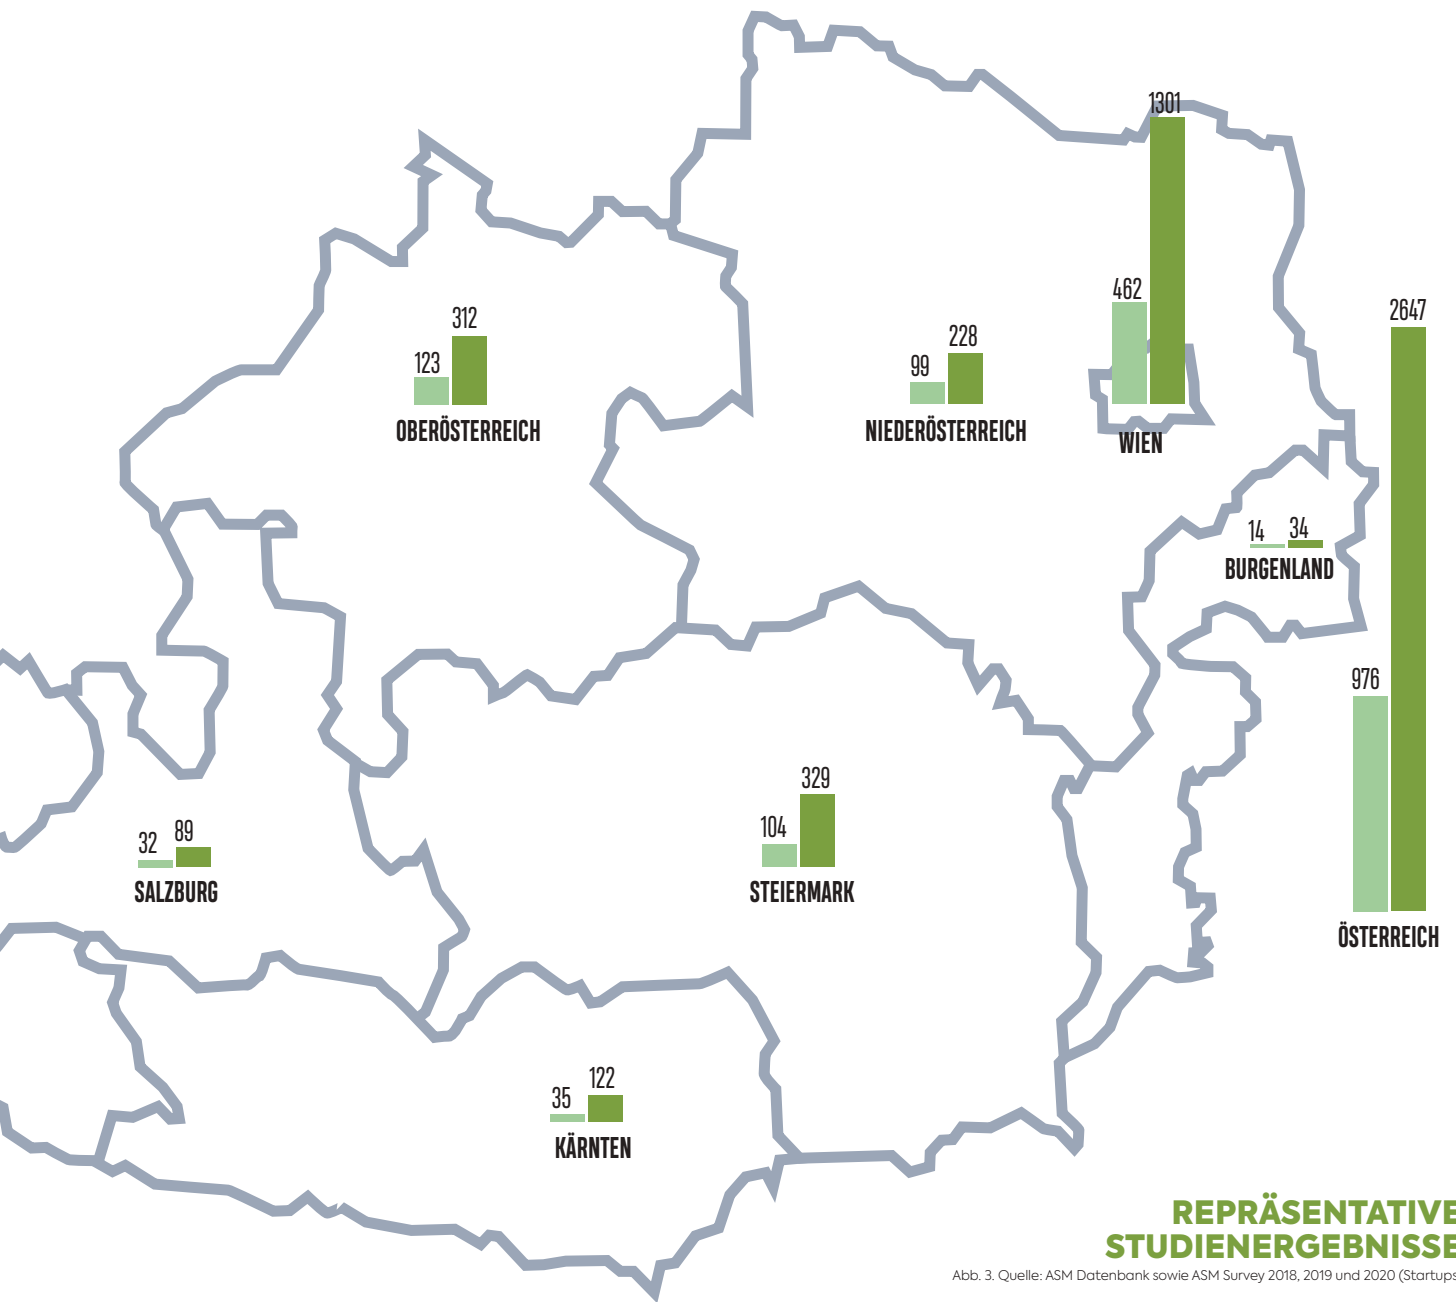 1301
462
2647
312
123
OBERÖSTERREICH
228
99
NIEDERÖSTERREICH
WIEN
14
34
BURGENLAND
976
329
104
STEIERMARK
32
89
SALZBURG
ÖSTERREICH
122
35
KÄRNTEN
REPRÄSENTATIVE
STUDIENERGEBNISSE
Abb. 3. Quelle: ASM Datenbank sowie ASM Survey 2018, 2019 und 2020 (Startups